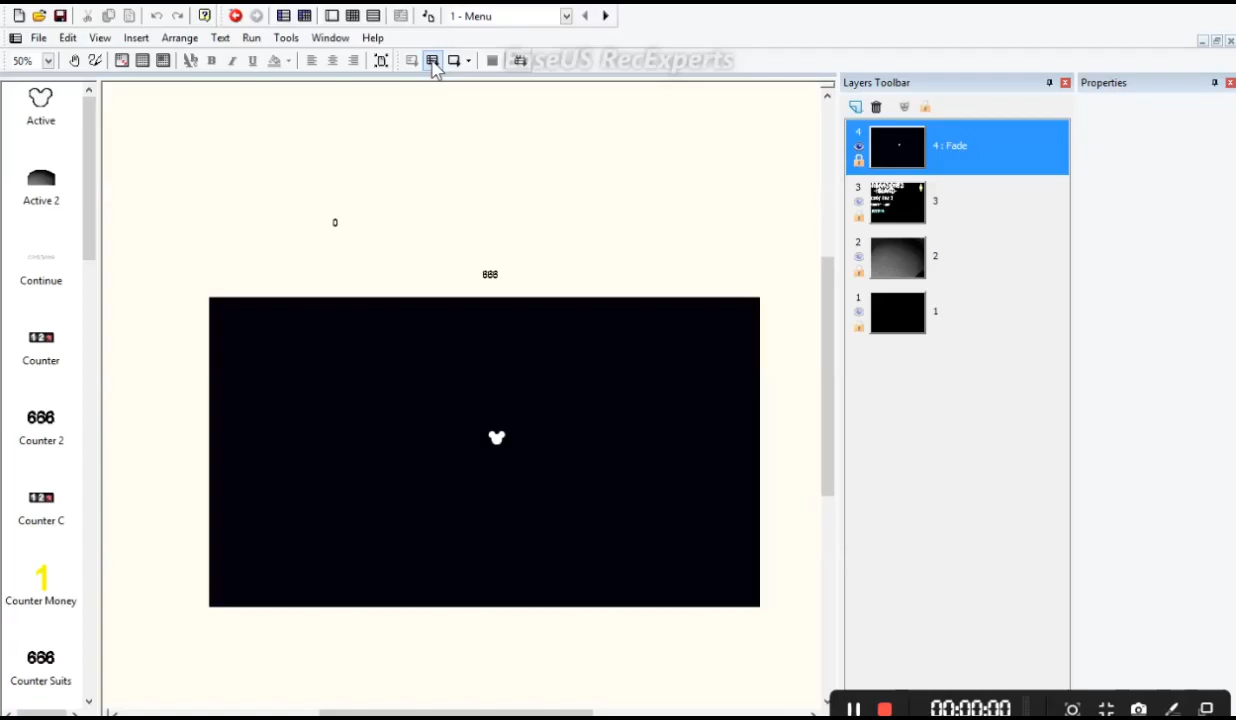 1 - Menu
File Edit View Insert Arrange Text Run Tools Window Help
50%
B I U
EaseUS RecExperts
Layers Toolbar
Properties
Active
Active 2
Continue
Counter
666
Counter 2
Counter C
1
Counter Money
666
Counter Suits
0
666
4
4 : Fade
3
3
2
2
1
1
00:00:00